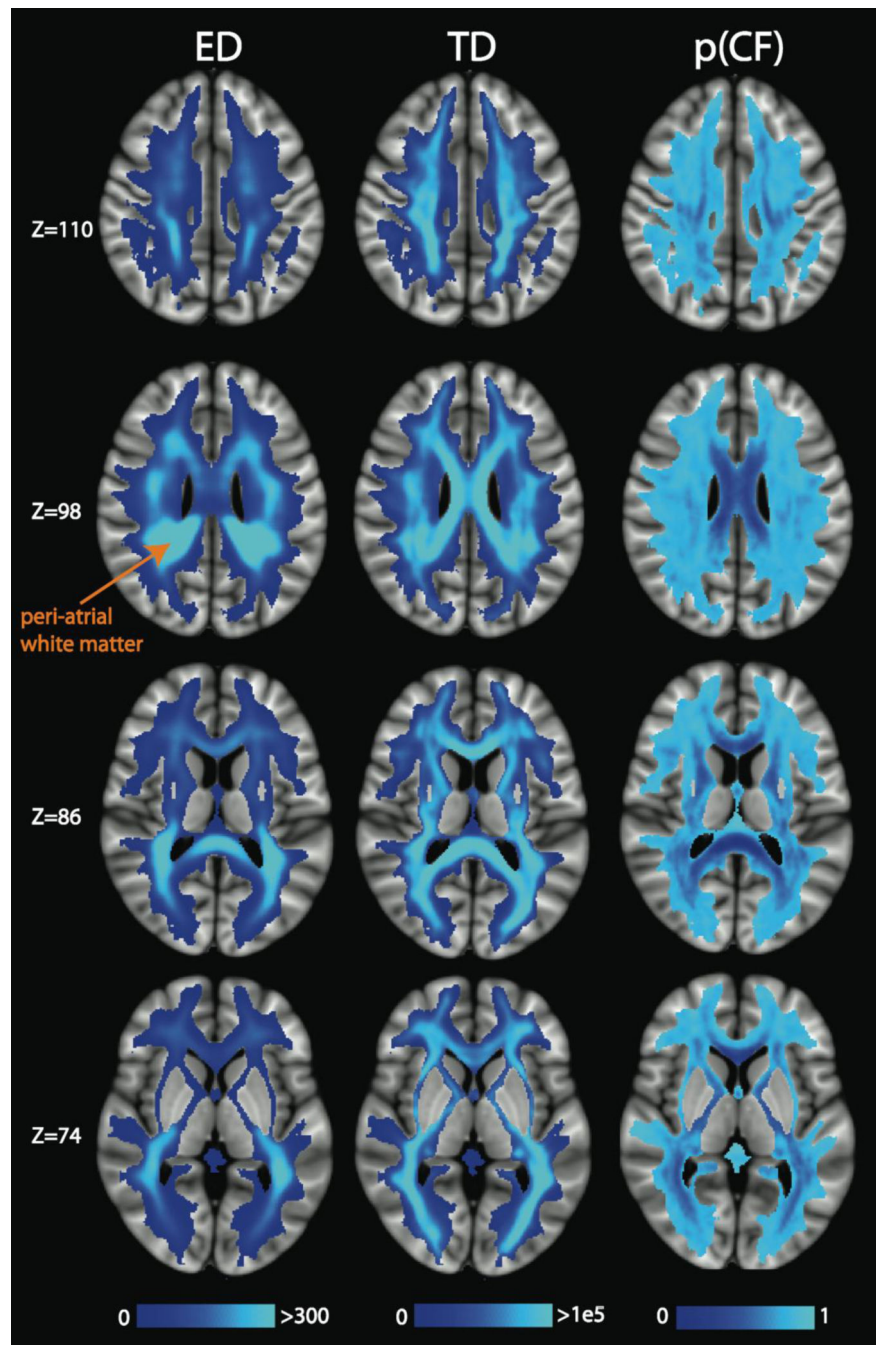 ED TD p(CF)
Z=110
Z=98
peri-atrial
white matter
Z=86
Z=74
0 >300 0 >1e5 0 1